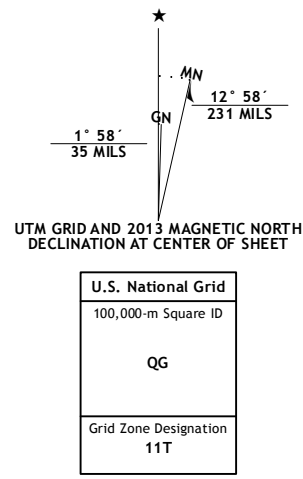 MN
GN
12° 58´
231 MILS
1° 58´
35 MILS
UTM GRID AND 2013 MAGNETIC NORTH
DECLINATION AT CENTER OF SHEET
U.S. National Grid
100,000-m Square ID
QG
Grid Zone Designation
11T